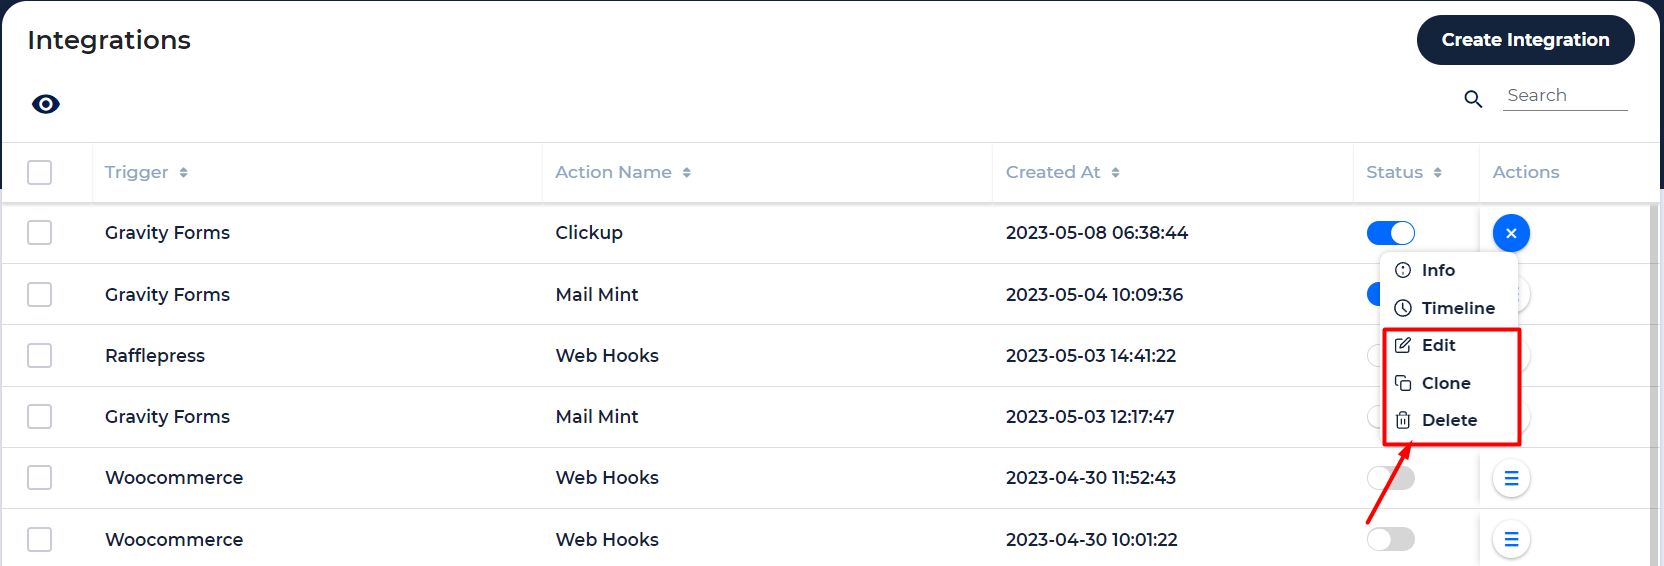 Integrations
Create Integration
Search
Trigger Action Name Created At Status Actions
Gravity Forms Clickup 2023-05-08 06:38:44
Info
Gravity Forms Mail Mint 2023-05-04 10:09:36
Timeline
Edit
Rafflepress Web Hooks 2023-05-03 14:41:22
Clone
Gravity Forms Mail Mint 2023-05-03 12:17:47
Delete
Woocommerce Web Hooks 2023-04-30 11:52:43
Woocommerce Web Hooks 2023-04-30 10:01:22